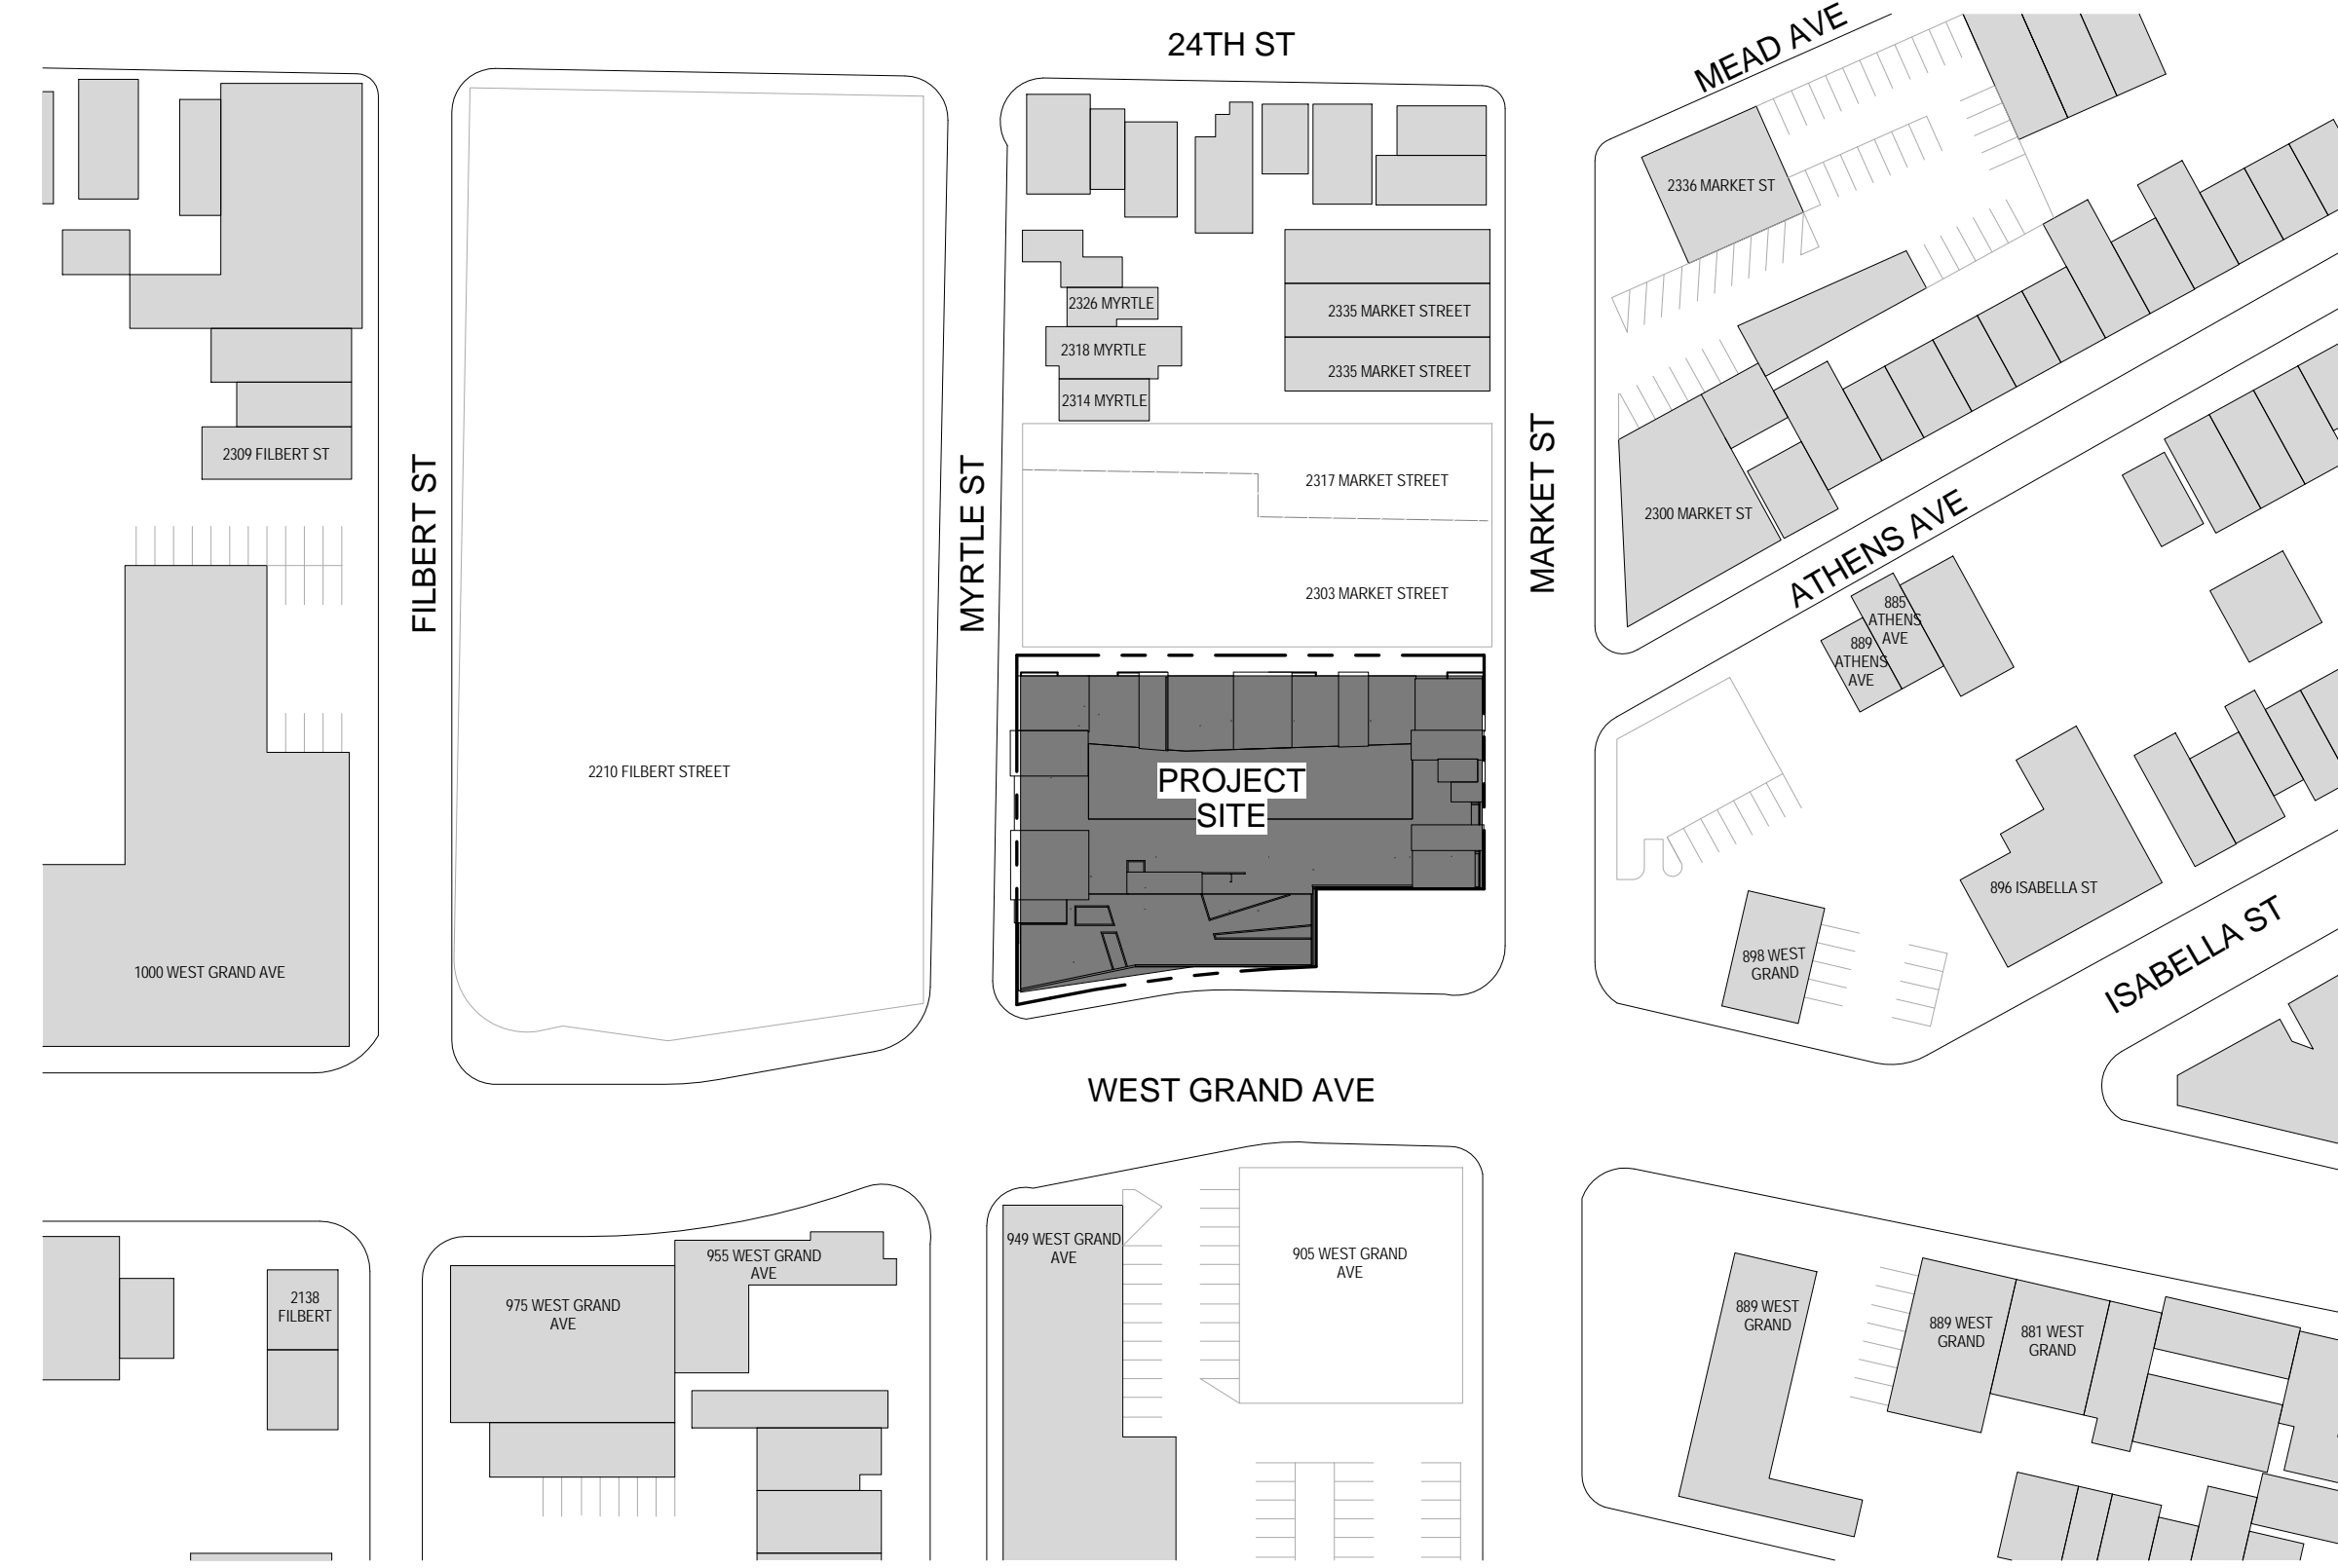 24TH ST
MEAD AVE
2336 MARKET ST
2326 MYRTLE
2335 MARKET STREET
2318 MYRTLE
2335 MARKET STREET
2314 MYRTLE
2309 FILBERT ST
FILBERT ST
MYRTLE ST
2317 MARKET STREET
MARKET ST
2300 MARKET ST
ATHENS AVE
2303 MARKET STREET
885
ATHENS
AVE
889
ATHENS
AVE
2210 FILBERT STREET
PROJECT
SITE
896 ISABELLA ST
ISABELLA ST
898 WEST
GRAND
1000 WEST GRAND AVE
WEST GRAND AVE
949 WEST GRAND
AVE
905 WEST GRAND
AVE
955 WEST GRAND
AVE
975 WEST GRAND
AVE
2138
FILBERT
889 WEST
GRAND
889 WEST
GRAND
881 WEST
GRAND